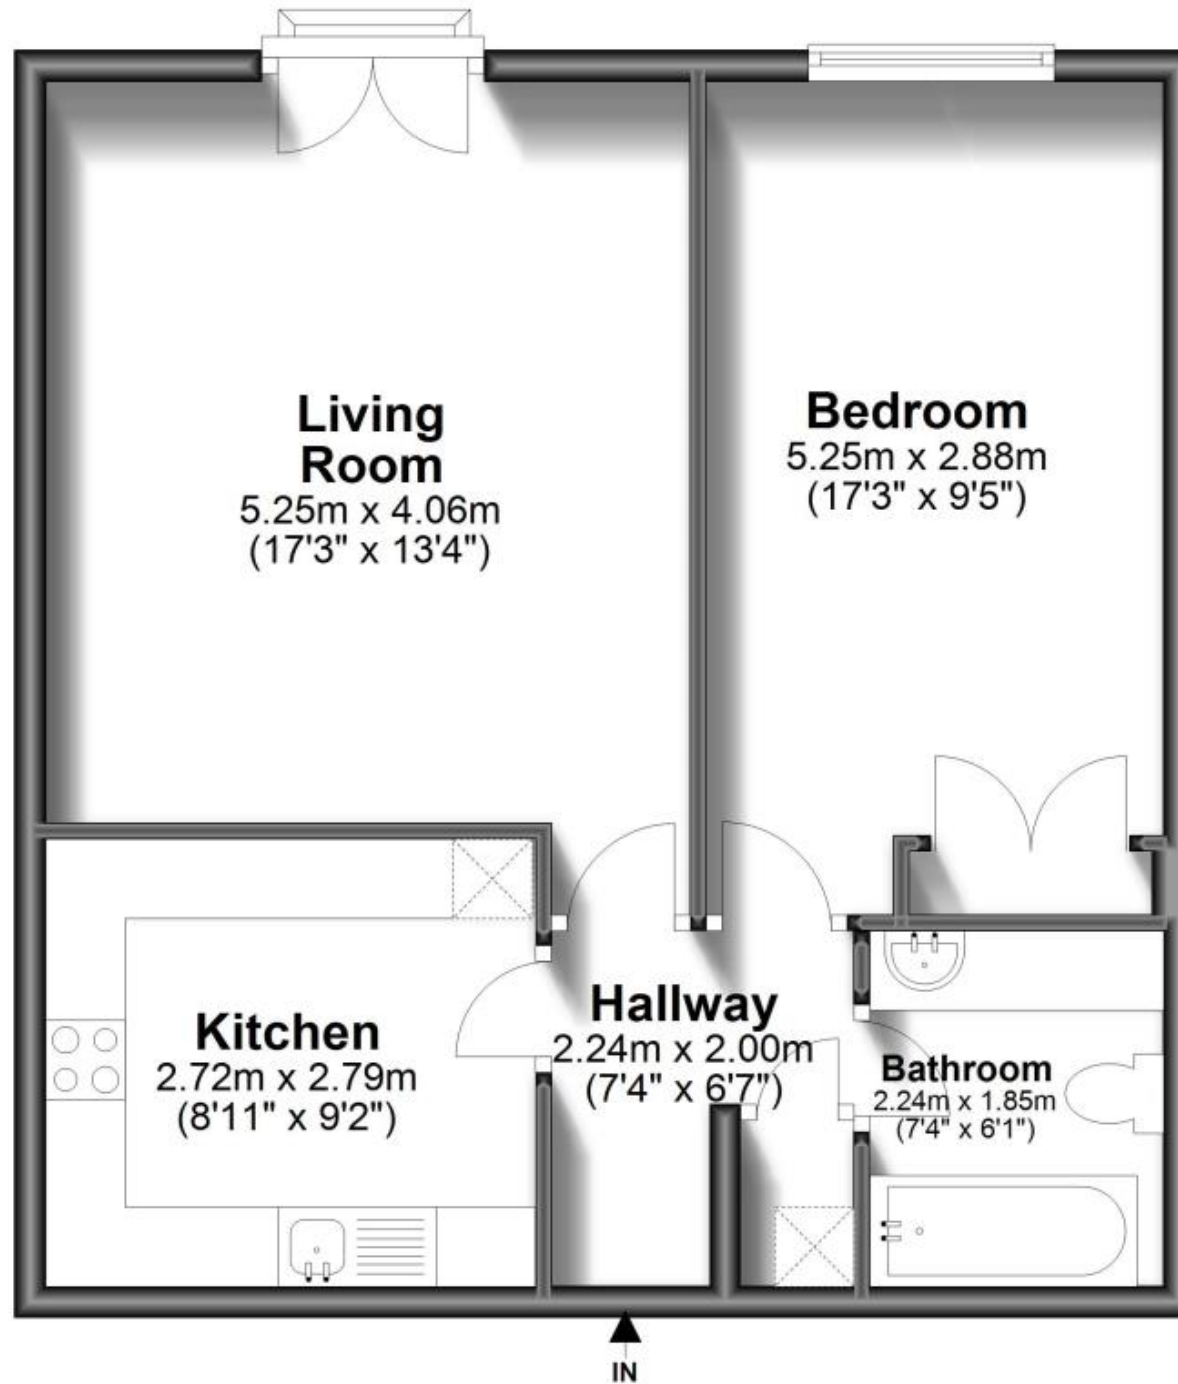 Living
Room
5.25m x 4.06m
(17'3" x 13'4")
Bedroom
5.25m x 2.88m
(17'3" x 9'5")
Kitchen
2.72m x 2.79m
(8'11" x 9'2")
Hallway
2.24m x 2.00m
(7'4" x 6'7")
Bathroom
2.24m x 1.85m
(7'4" x 6'1")
IN